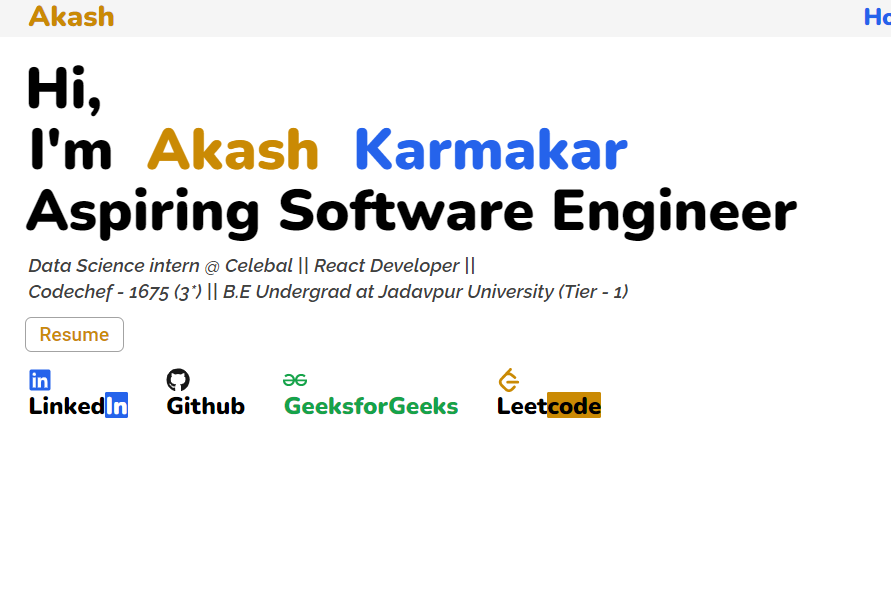 Akash
Hi,
I'm Akash Karmakar
Aspiring Software Engineer
Data Science intern @ Celebal || React Developer ||
Codechef - 1675 (3*) || B.E Undergrad at Jadavpur University (Tier - 1)
Resume
LinkedIn Github GeeksforGeeks Leetcode